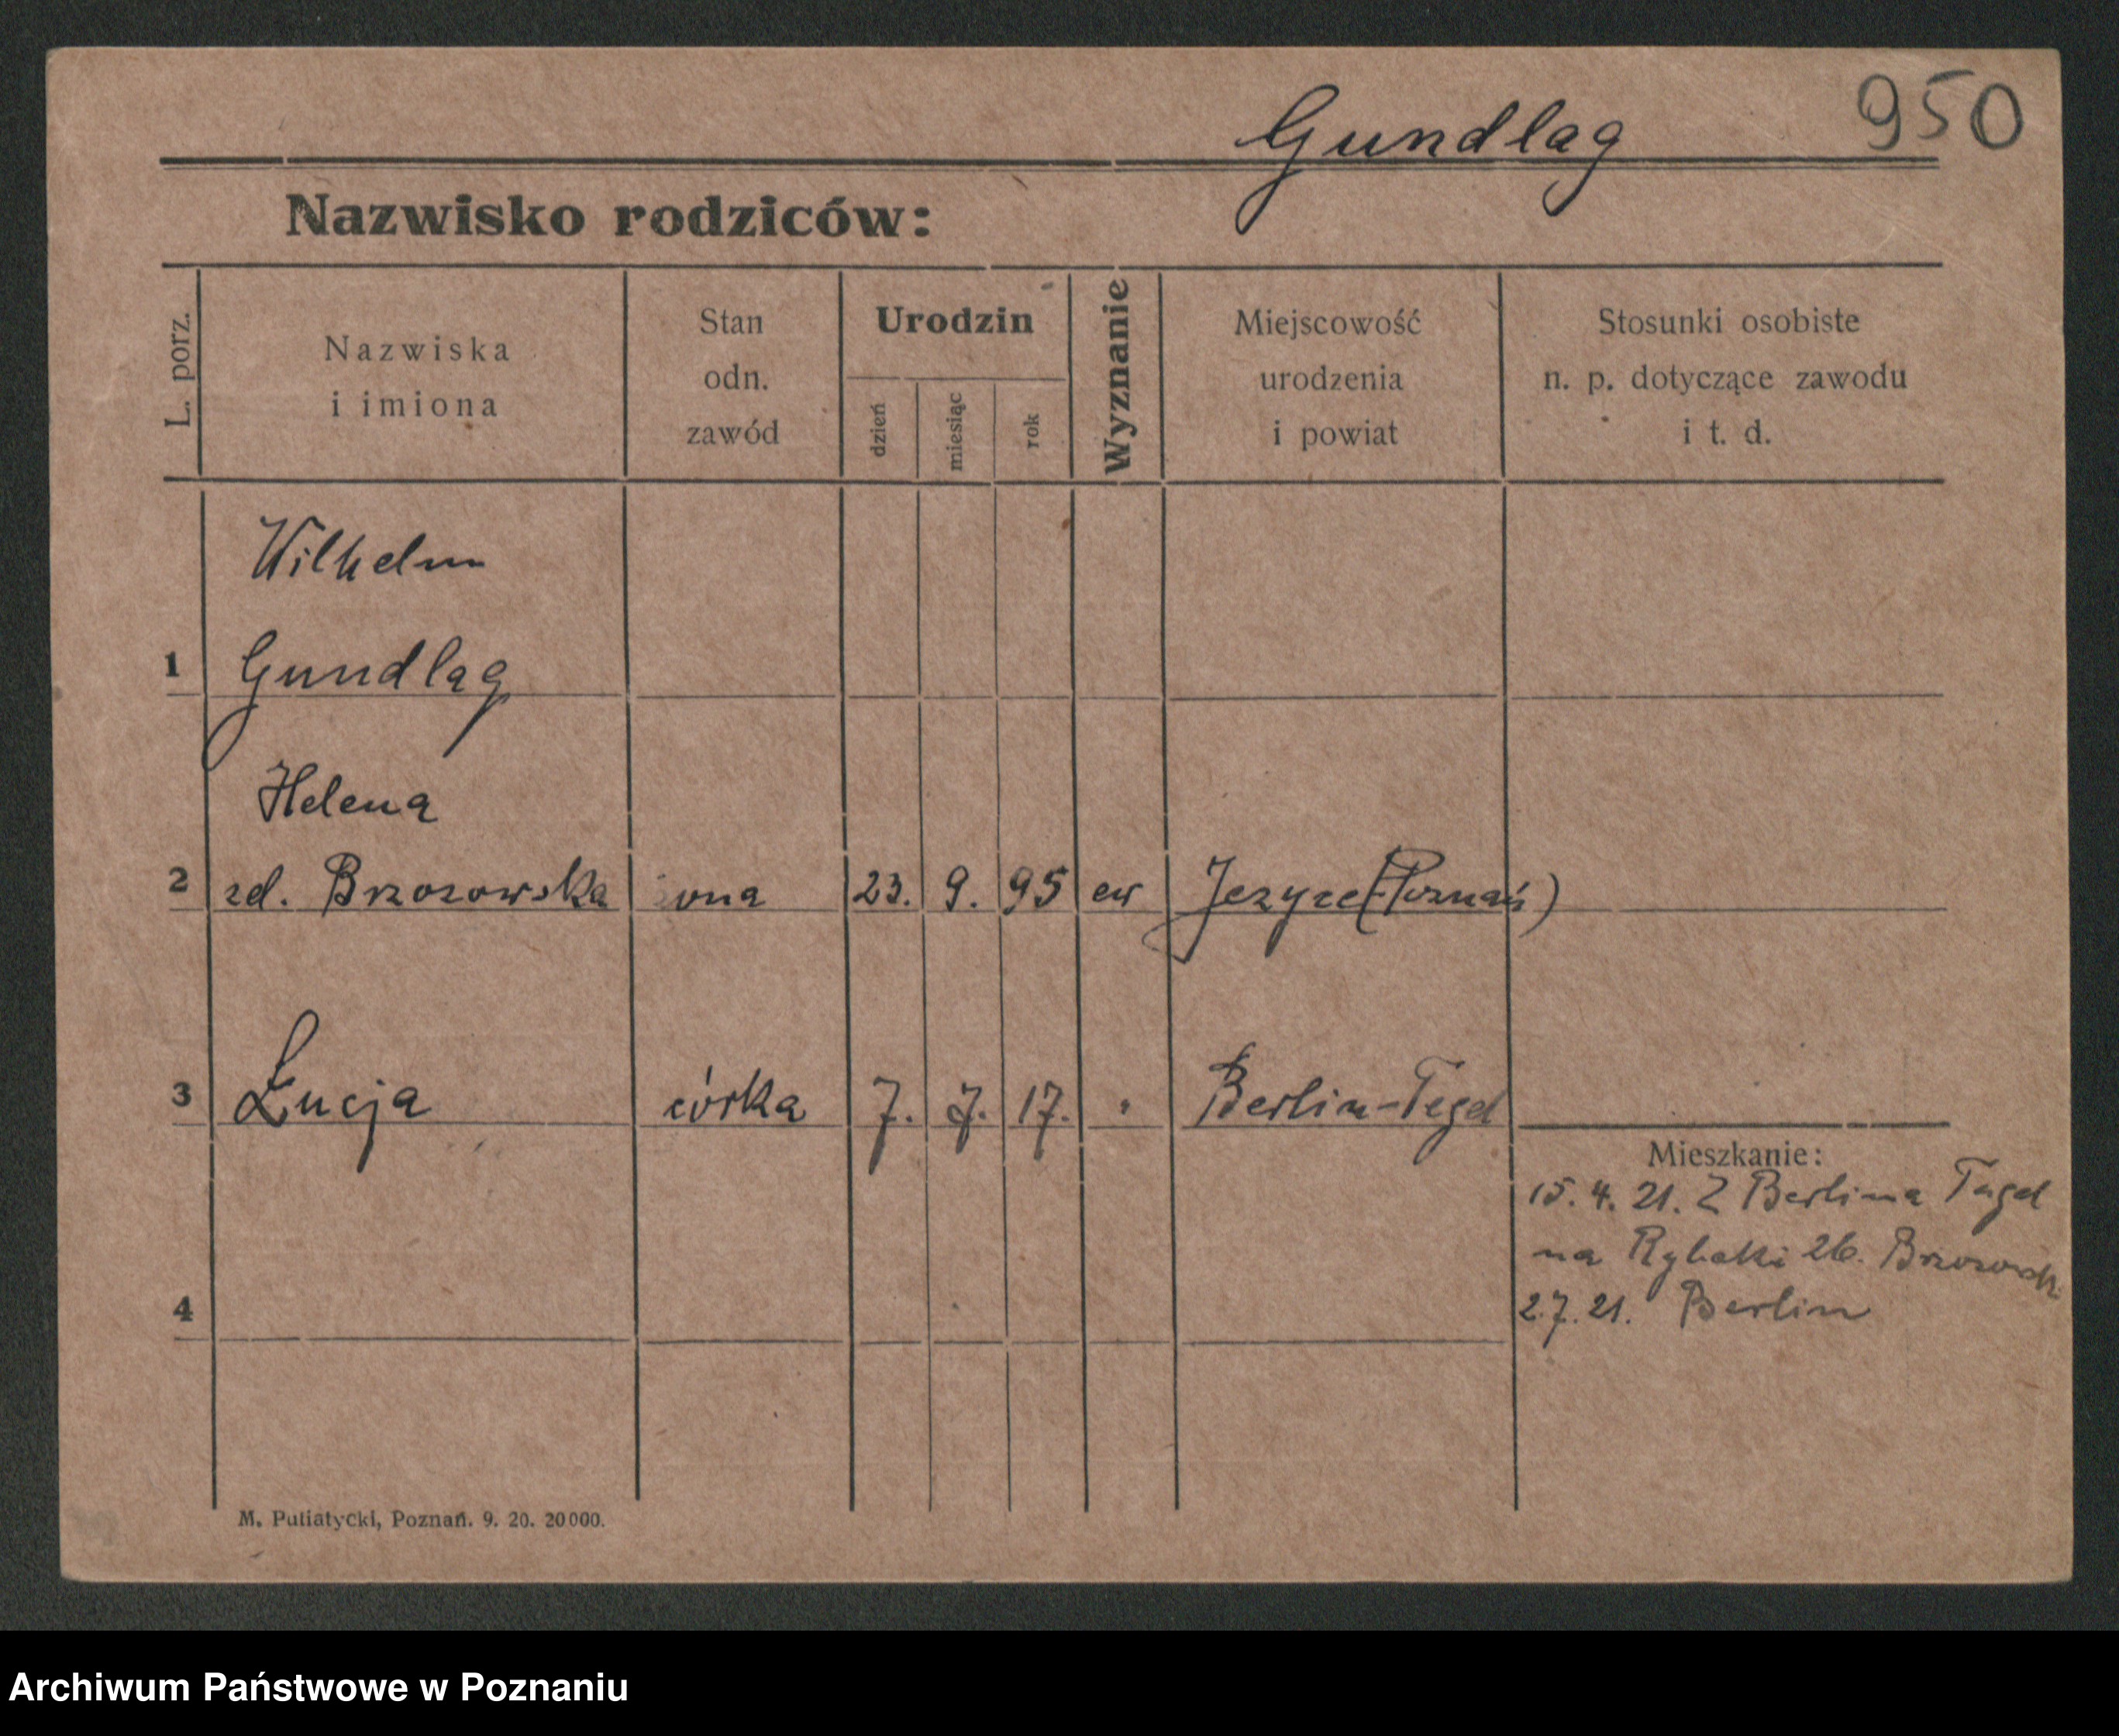 950
Gundlag
Nazwisko rodziców:
L. porz.
Nazwiska
i imiona
Stan
odn.
zawód
Urodzin
dzień
miesiąc
rok
Wyznanie
Miejscowość
urodzenia
i powiat
Stosunki osobiste
n. p. dotyczące zawodu
i t. d.
Wilhelm
1 Gundlag
Helena
2 zd. Brzozowska żona 23. 9. 95 ew Jezyce (Poznań)
3 Łucja córka 7. 7. 17. " Berlin-Tegel
Mieszkanie:
15. 4. 21. Z Berlina Tegel
na Rybaki 26. Brzozowsk.
4 2.7.21. Berlin
M. Putiatycki, Poznań. 9. 20. 20000.
Archiwum Państwowe w Poznaniu